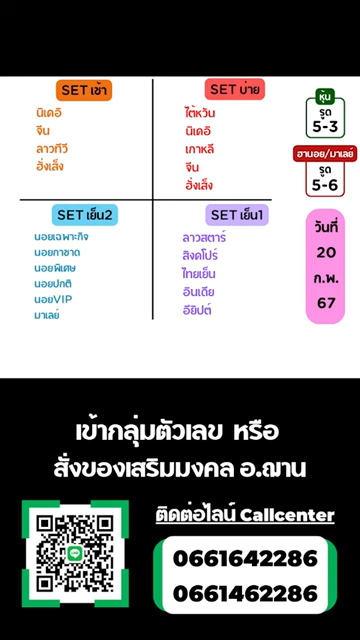 SET เช้า
นิเคอิ
จีน
ลาวทีวี
ฮั่งเส็ง
SET บ่าย
ไต้หวัน
นิเคอิ
เกาหลี
จีน
ฮั่งเส็ง
หุ้น
รูด
5-3
ฮานอย/มาเลย์
รูด
5-6
SET เย็น2
นอยเฉพาะกิจ
นอยกาชาด
นอยพิเศษ
นอยปกติ
นอยVIP
มาเลย์
SET เย็น1
ลาวสตาร์
สิงคโปร์
ไทยเย็น
อินเดีย
อียิปต์
วันที่
20
ก.พ.
67
เข้ากลุ่มตัวเลข หรือ
สั่งของเสริมมงคล อ.ฌาน
ติดต่อไลน์ Callcenter
0661642286
0661462286